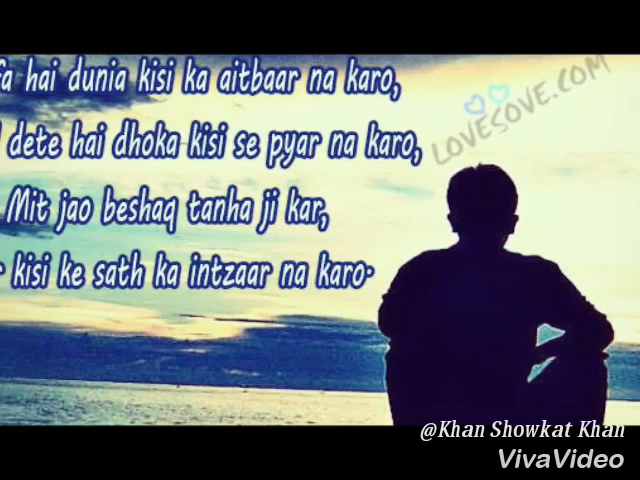 hai dunia kisi ka aitbaar na karo,
dete hai dhoka kisi se pyar na karo,
Mit jao beshaq tanha ji kar,
kisi ke sath ka intzaar na karo.
LOVESOVE.COM
@Khan Showkat Khan
VivaVideo